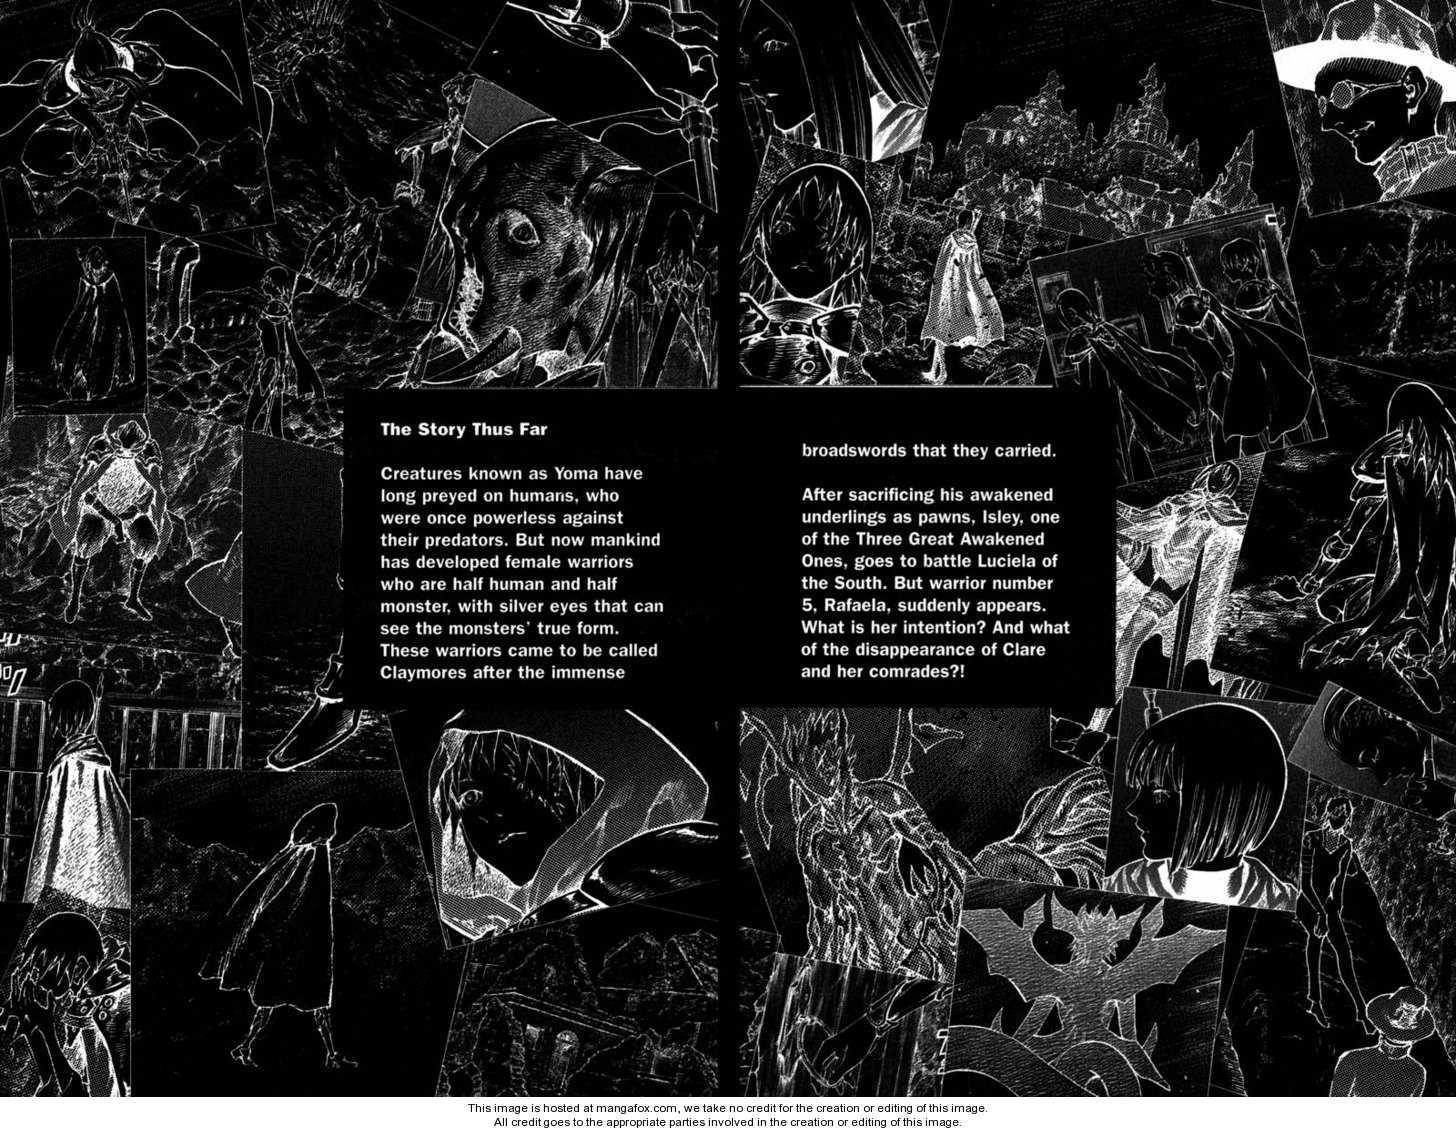 The Story Thus Far
Creatures known as Yoma have
long preyed on humans, who
were once powerless against
their predators. But now mankind
has developed female warriors
who are half human and half
monster, with silver eyes that can
see the monsters' true form.
These warriors came to be called
Claymores after the immense
broadswords that they carried.
After sacrificing his awakened
underlings as pawns, Isley, one
of the Three Great Awakened
Ones, goes to battle Luciela of
the South. But warrior number
5, Rafaela, suddenly appears.
What is her intention? And what
of the disappearance of Clare
and her comrades?!
This image is hosted at mangafox.com, we take no credit for the creation or editing of this image.
All credit goes to the appropriate parties involved in the creation or editing of this image.